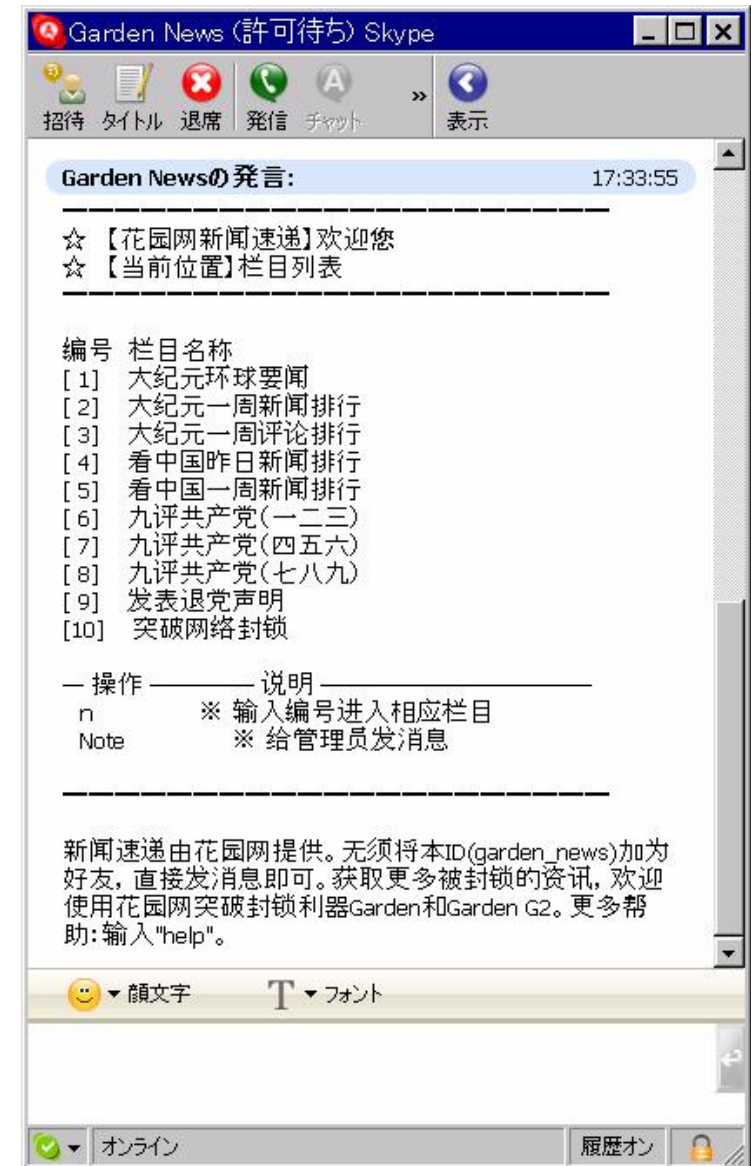 Garden News (許可待ち) Skype
招待 タイトル 退席 発信 チャット » 表示
Garden Newsの発言: 17:33:55
☆ 【花园网新闻速递】欢迎您
☆ 【当前位置】栏目列表
编号 栏目名称
[ 1] 大纪元环球要闻
[ 2] 大纪元一周新闻排行
[ 3] 大纪元一周评论排行
[ 4] 看中国昨日新闻排行
[ 5] 看中国一周新闻排行
[ 6] 九评共产党(一二三)
[ 7] 九评共产党(四五六)
[ 8] 九评共产党(七八九)
[ 9] 发表退党声明
[10] 突破网络封锁
— 操作 ———— 说明 ——————————
n ※ 输入编号进入相应栏目
Note ※ 给管理员发消息
新闻速递由花园网提供。无须将本ID(garden_news)加为
好友, 直接发消息即可。获取更多被封锁的资讯, 欢迎
使用花园网突破封锁利器Garden和Garden G2。更多帮
助:输入"help"。
顔文字 T フォント
オンライン 履歴オン